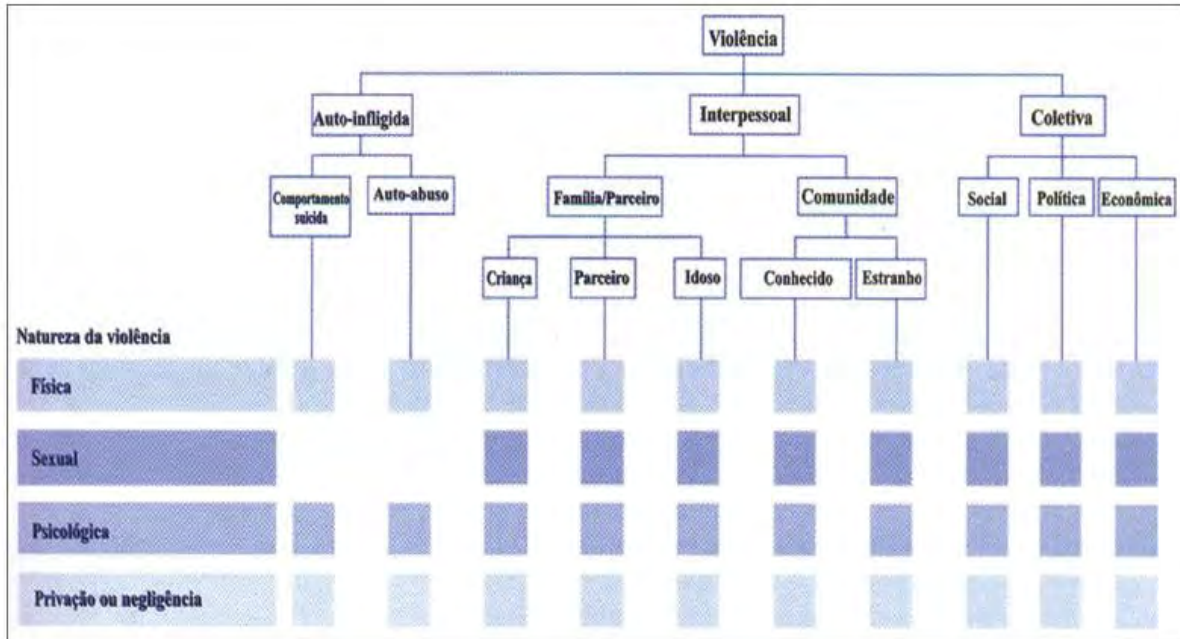 Violência
Auto-infligida
Interpessoal
Coletiva
Comportamento
suicida
Auto-abuso
Família/Parceiro
Comunidade
Social
Política
Econômica
Criança
Parceiro
Idoso
Conhecido
Estranho
Natureza da violência
Física
Sexual
Psicológica
Privação ou negligência